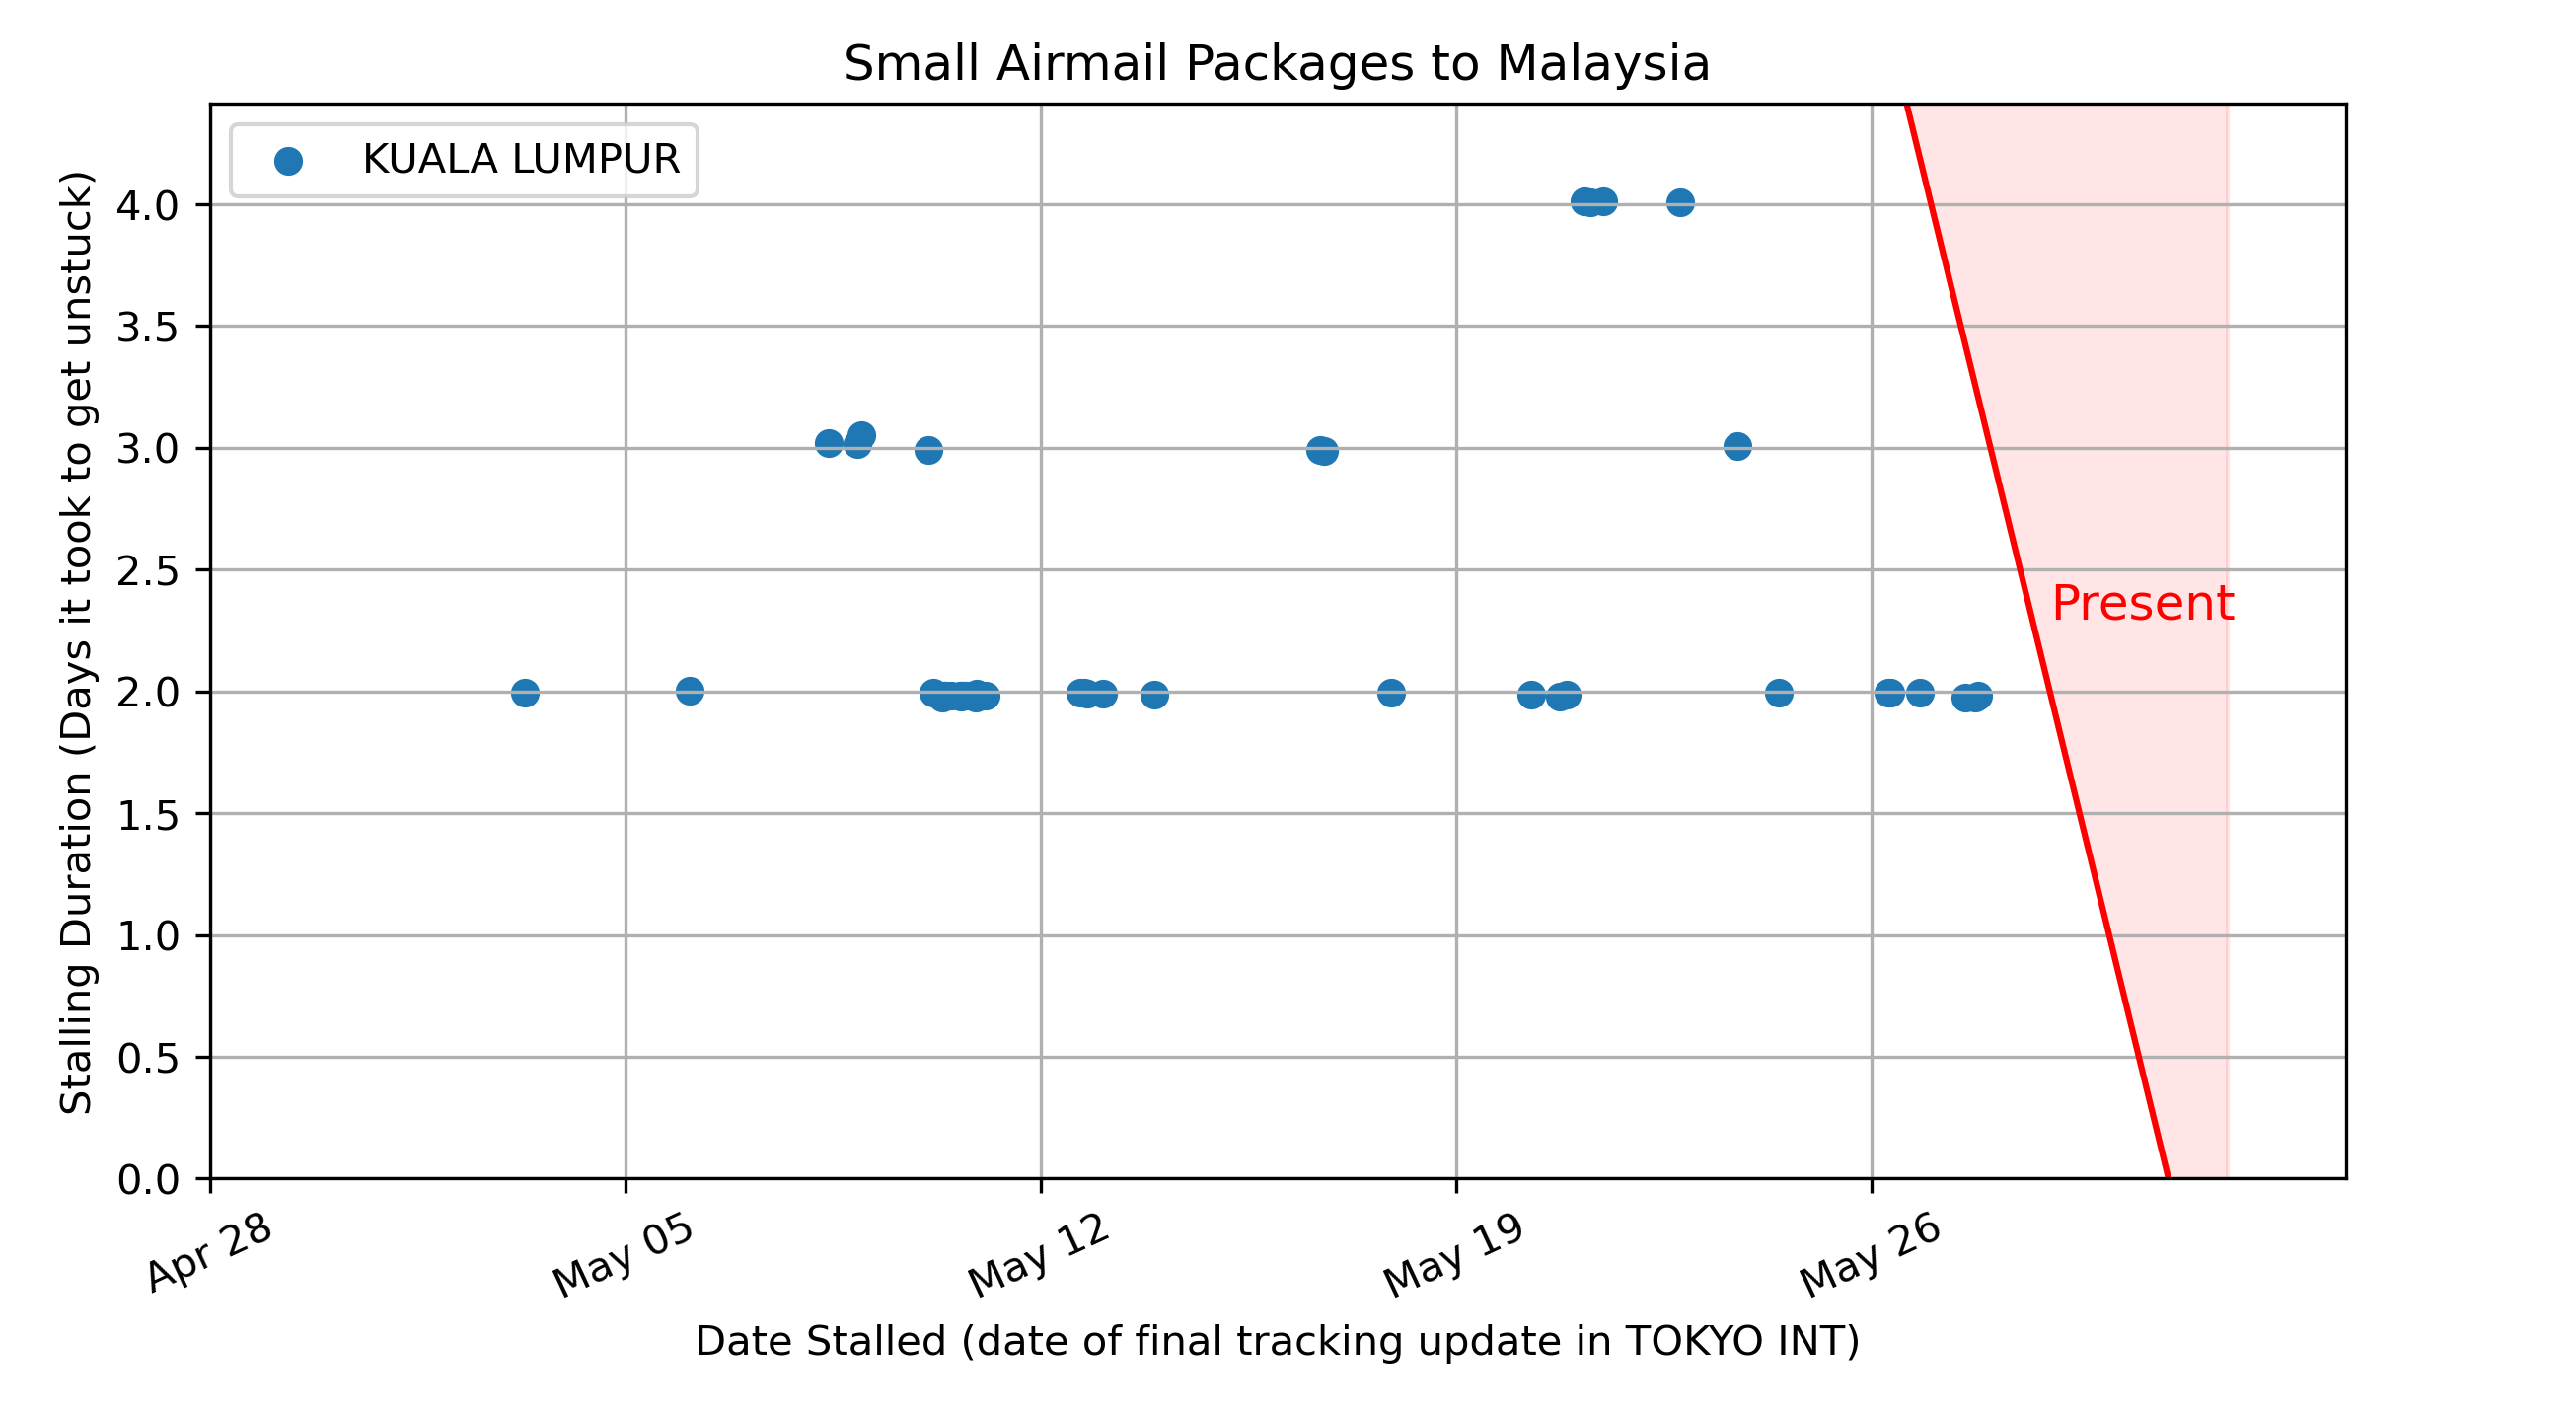 Small Airmail Packages to Malaysia
KUALA LUMPUR
Stalling Duration (Days it took to get unstuck)
4.0
3.5
3.0
2.5
2.0
1.5
1.0
0.5
0.0
Present
Apr 28
May 05
May 12
May 19
May 26
Date Stalled (date of final tracking update in TOKYO INT)